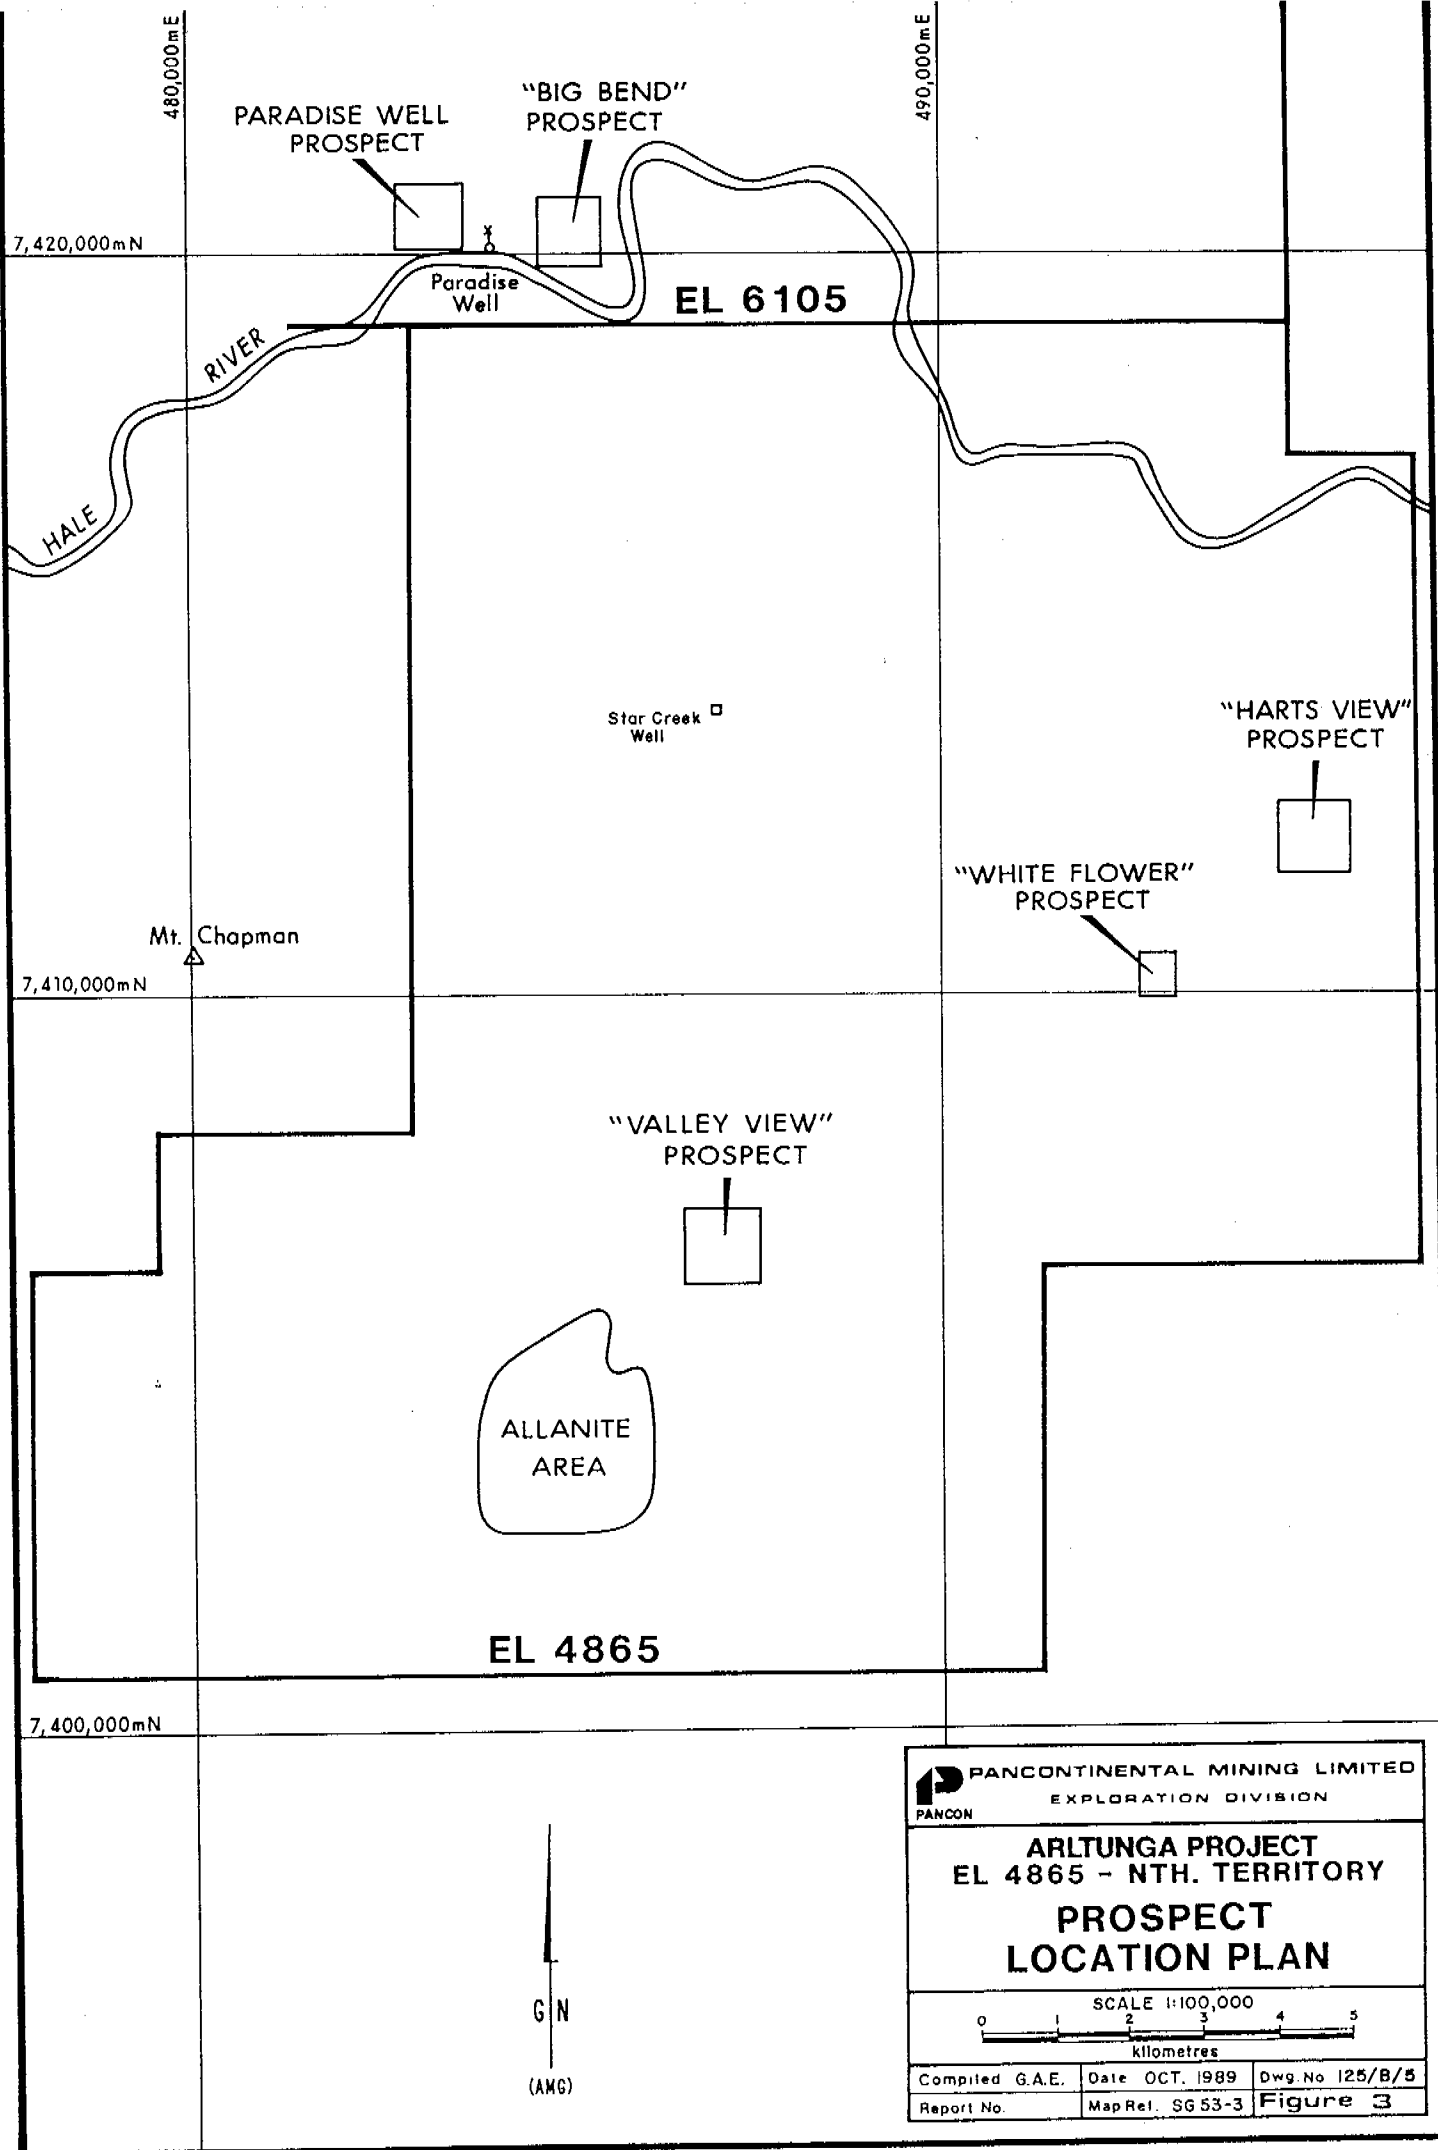 480,000mE
490,000mE
"BIG BEND"
PROSPECT
PARADISE WELL
PROSPECT
7,420,000mN
Paradise
Well
EL 6105
HALE RIVER
Star Creek
Well
"HARTS VIEW"
PROSPECT
"WHITE FLOWER"
PROSPECT
Mt. Chapman
7,410,000mN
"VALLEY VIEW"
PROSPECT
ALLANITE
AREA
EL 4865
7,400,000mN
PANCON
PANCONTINENTAL MINING LIMITED
EXPLORATION DIVISION
ARLTUNGA PROJECT
EL 4865 - NTH. TERRITORY
PROSPECT
LOCATION PLAN
SCALE 1:100,000
0 1 2 3 4 5
kilometres
Compiled G.A.E. Date OCT. 1989 Dwg.No 125/B/5
Report No. Map Ref. SG 53-3 Figure 3
G N
(AMG)